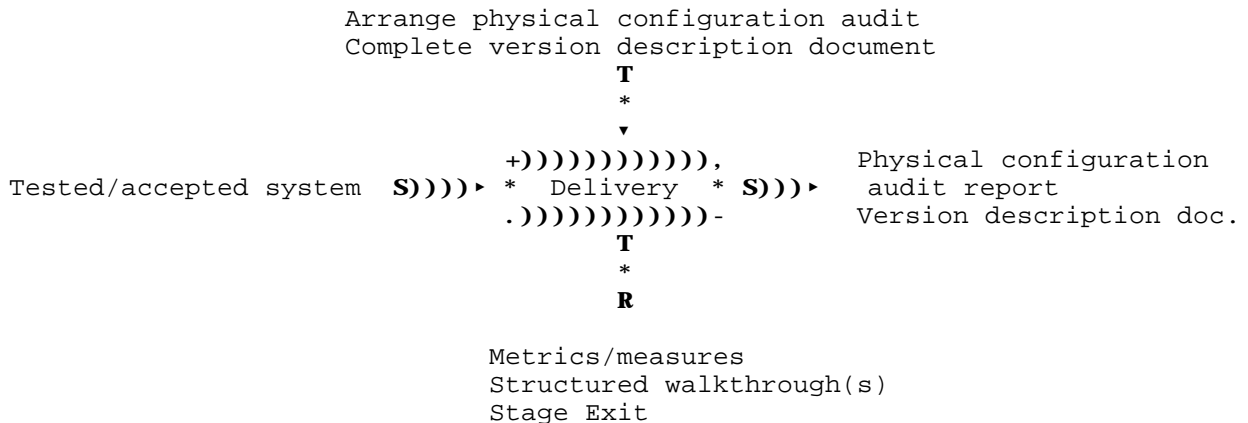 Arrange physical configuration audit
Complete version description document
T
*
▼
+)))))))))))), Physical configuration
Tested/accepted system S))))► * Delivery * S)))► audit report
.))))))))))))- Version description doc.
T
*
R
Metrics/measures
Structured walkthrough(s)
Stage Exit